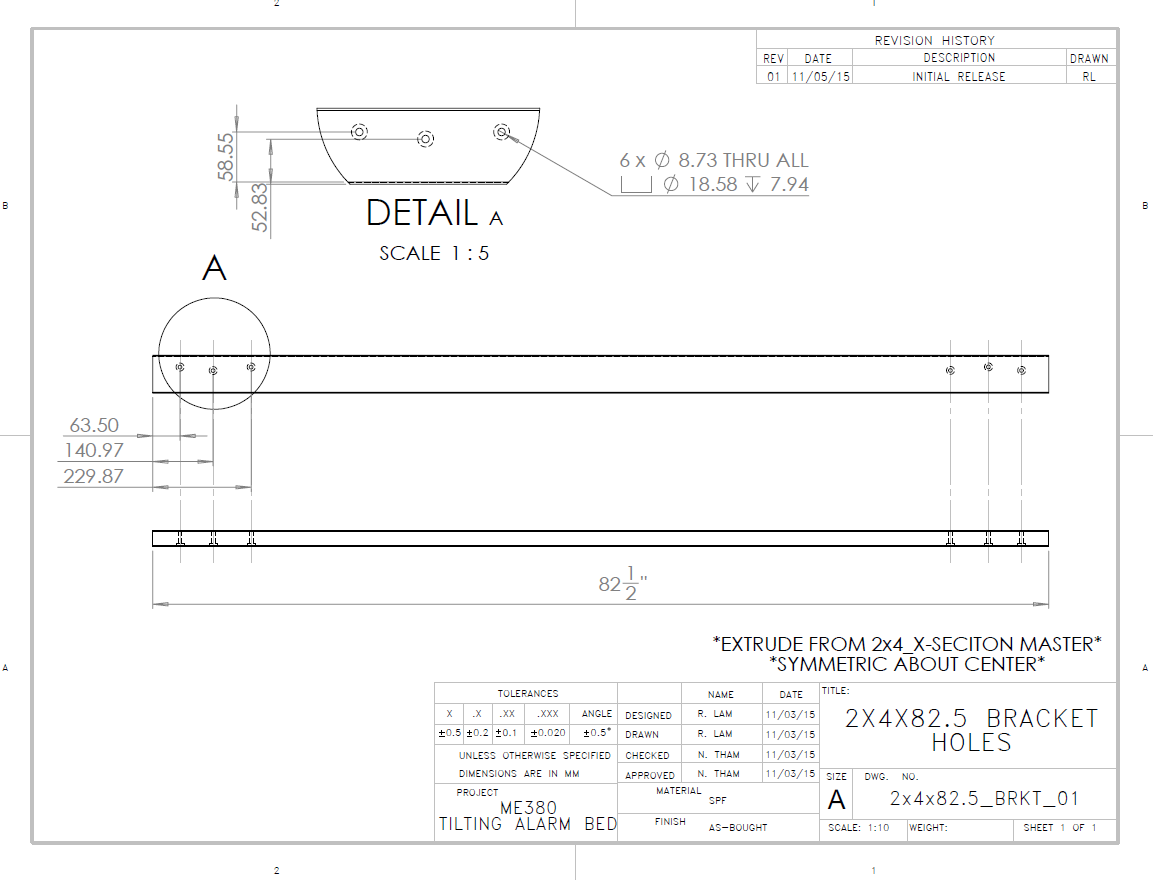 2
1
REVISION HISTORY
REV DATE DESCRIPTION DRAWN
01 11/05/15 INITIAL RELEASE RL
58.55
52.83
6 x ∅ 8.73 THRU ALL
⌴ ∅ 18.58 ↧ 7.94
DETAIL A
SCALE 1 : 5
B
B
A
63.50
140.97
229.87
82 1/2"
*EXTRUDE FROM 2x4_X-SECITON MASTER*
*SYMMETRIC ABOUT CENTER*
A
A
TOLERANCES
X .X .XX .XXX ANGLE
±0.5 ±0.2 ±0.1 ±0.020 ±0.5°
UNLESS OTHERWISE SPECIFIED
DIMENSIONS ARE IN MM
PROJECT
ME380
TILTING ALARM BED
NAME DATE
DESIGNED R. LAM 11/03/15
DRAWN R. LAM 11/03/15
CHECKED N. THAM 11/03/15
APPROVED N. THAM 11/03/15
MATERIAL
SPF
FINISH AS-BOUGHT
TITLE:
2X4X82.5 BRACKET
HOLES
SIZE DWG. NO.
A 2x4x82.5_BRKT_01
SCALE: 1:10 WEIGHT: SHEET 1 OF 1
2
1